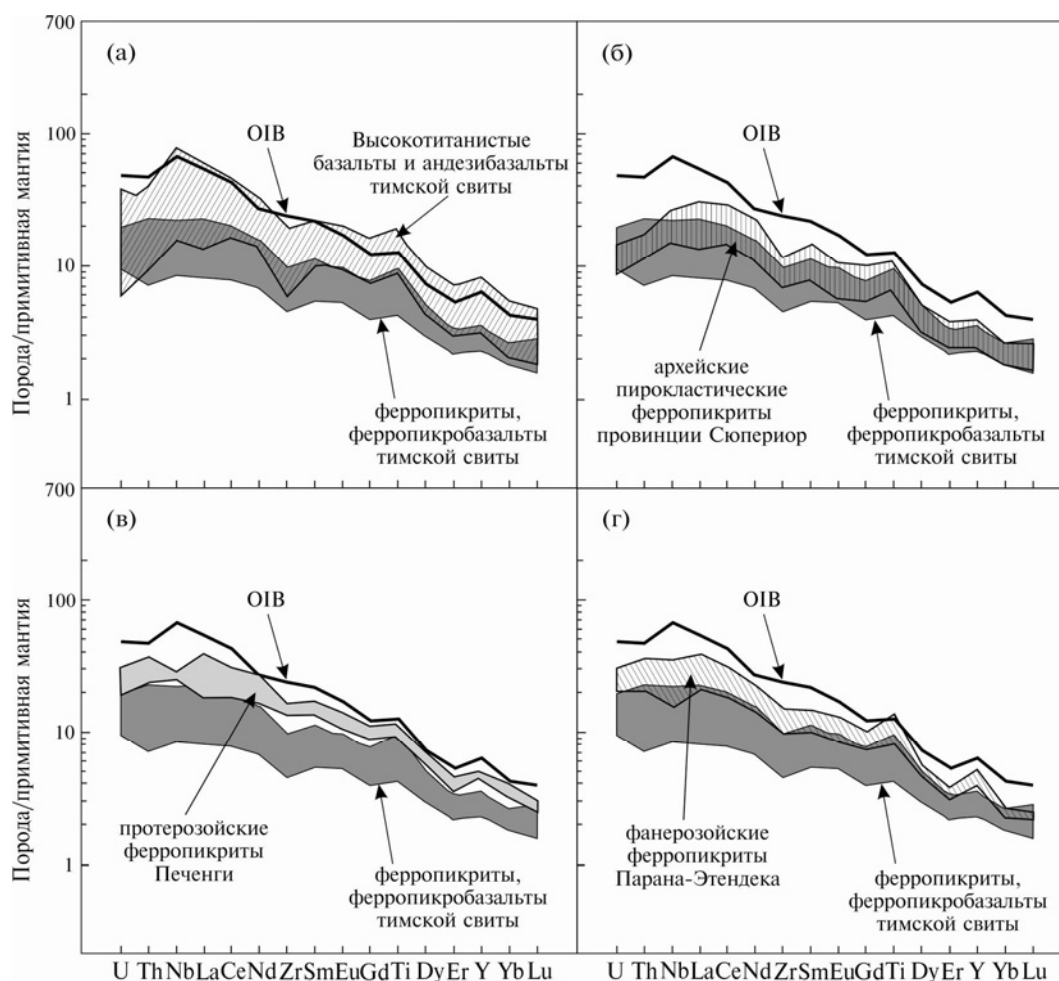 700
(а)
OIB
Высокотитанистые
базальты и андезибазальты
тимской свиты
100
10
1
ферропикриты,
ферропикробазальты
тимской свиты
Порода/примитивная мантия
(б)
OIB
архейские
пирокластические
ферропикриты
провинции Сюпериор
ферропикриты,
ферропикробазальты
тимской свиты
700
(в)
OIB
100
10
1
протерозойские
ферропикриты
Печенги
ферропикриты,
ферропикробазальты
тимской свиты
Порода/примитивная мантия
(г)
OIB
фанерозойские
ферропикриты
Парана-Этендека
ферропикриты,
ферропикробазальты
тимской свиты
U Th Nb La Ce Nd Zr Sm Eu Gd Ti Dy Er Y Yb Lu
U Th Nb La Ce Nd Zr Sm Eu Gd Ti Dy Er Y Yb Lu